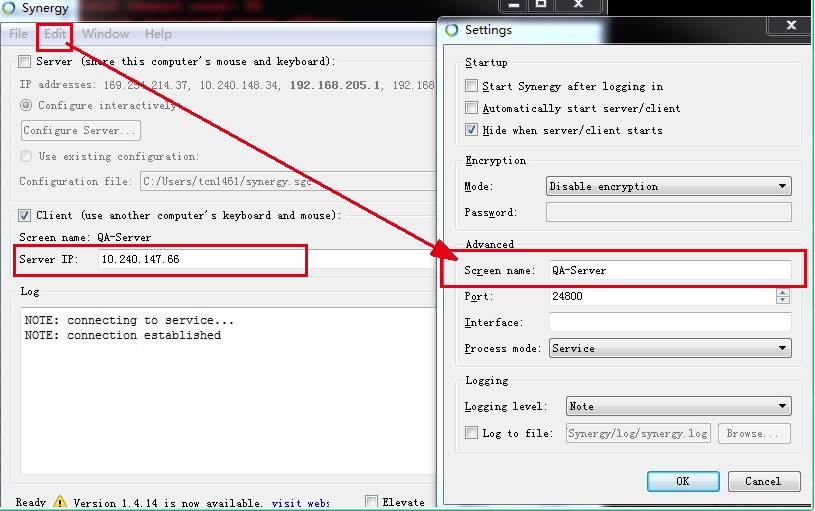 Synergy
File Edit Window Help
Server (share this computer's mouse and keyboard):
IP addresses: 169.251.214.37, 10.240.148.34, 192.168.205.1, 192.168
Configure interactively:
Configure Server...
Use existing configuration:
Configuration file: C:/Users/tcn1461/synergy.sgc
Client (use another computer's keyboard and mouse):
Screen name: QA-Server
Server IP: 10.240.147.66
Log
NOTE: connecting to service...
NOTE: connection established
Ready Version 1.4.14 is now available. visit webs
Elevate
Settings
Startup
Start Synergy after logging in
Automatically start server/client
Hide when server/client starts
Encryption
Mode: Disable encryption
Password:
Advanced
Screen name: QA-Server
Port: 24800
Interface:
Process mode: Service
Logging
Logging level: Note
Log to file: Synergy/log/synergy.log Browse...
OK Cancel